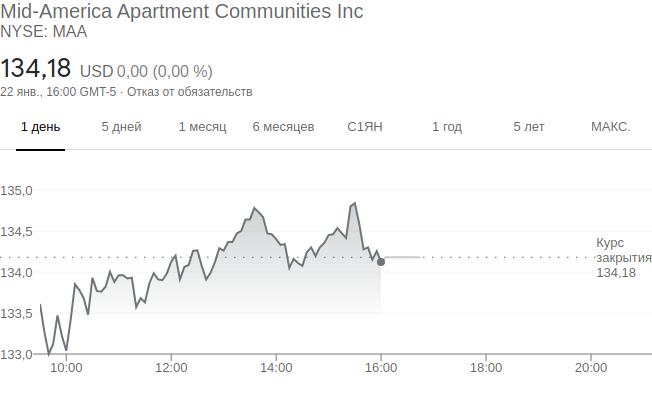 Mid-America Apartment Communities Inc
NYSE: MAA
134,18 USD 0,00 (0,00 %)
22 янв., 16:00 GMT-5 · Отказ от обязательств
1 день 5 дней 1 месяц 6 месяцев С1ЯН 1 год 5 лет МАКС.
135,0
134,5
Курс
закрытия
134,18
134,0
133,5
133,0
10:00 12:00 14:00 16:00 18:00 20:00